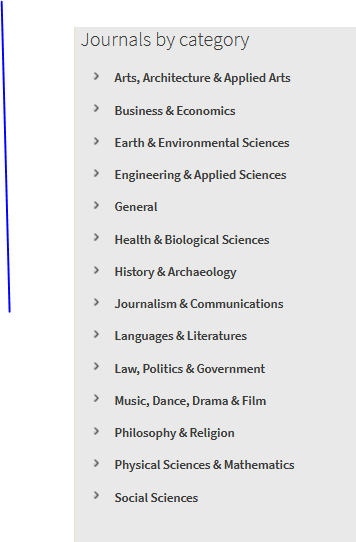 Journals by category
Arts, Architecture & Applied Arts
Business & Economics
Earth & Environmental Sciences
Engineering & Applied Sciences
General
Health & Biological Sciences
History & Archaeology
Journalism & Communications
Languages & Literatures
Law, Politics & Government
Music, Dance, Drama & Film
Philosophy & Religion
Physical Sciences & Mathematics
Social Sciences